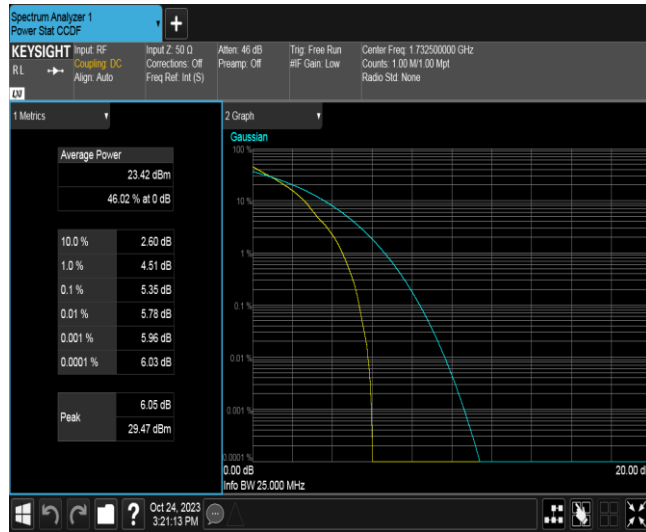 Spectrum Analyzer 1
Power Stat CCDF
+
KEYSIGHT
RL
LXI
Input: RF
Coupling: DC
Align: Auto
Input Z: 50 Ω
Corrections: Off
Freq Ref: Int (S)
Atten: 46 dB
Preamp: Off
Trig: Free Run
#IF Gain: Low
Center Freq: 1.732500000 GHz
Counts: 1.00 M/1.00 Mpt
Radio Std: None
1 Metrics
Average Power
23.42 dBm
46.02 % at 0 dB
10.0 % 2.60 dB
1.0 % 4.51 dB
0.1 % 5.35 dB
0.01 % 5.78 dB
0.001 % 5.96 dB
0.0001 % 6.03 dB
Peak
6.05 dB
29.47 dBm
2 Graph
Gaussian
100 %
10 %
1 %
0.1 %
0.01 %
0.001 %
0.0001 %
0.00 dB
20.00 d
Info BW 25.000 MHz
?
Oct 24, 2023
3:21:13 PM